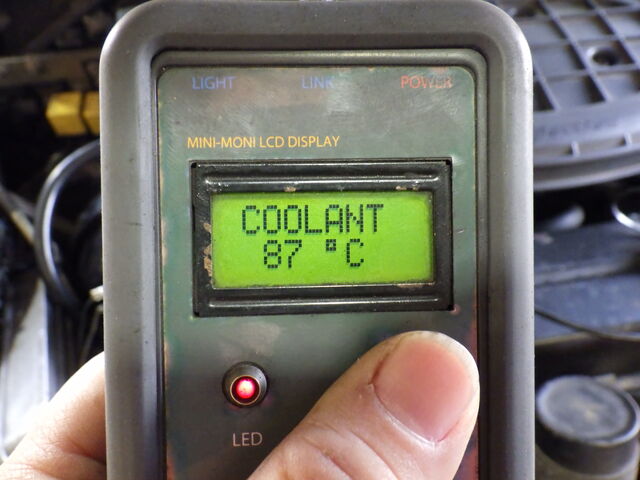 LIGHT LINK POWER
MINI-MONI LCD DISPLAY
COOLANT
87 °C
LED